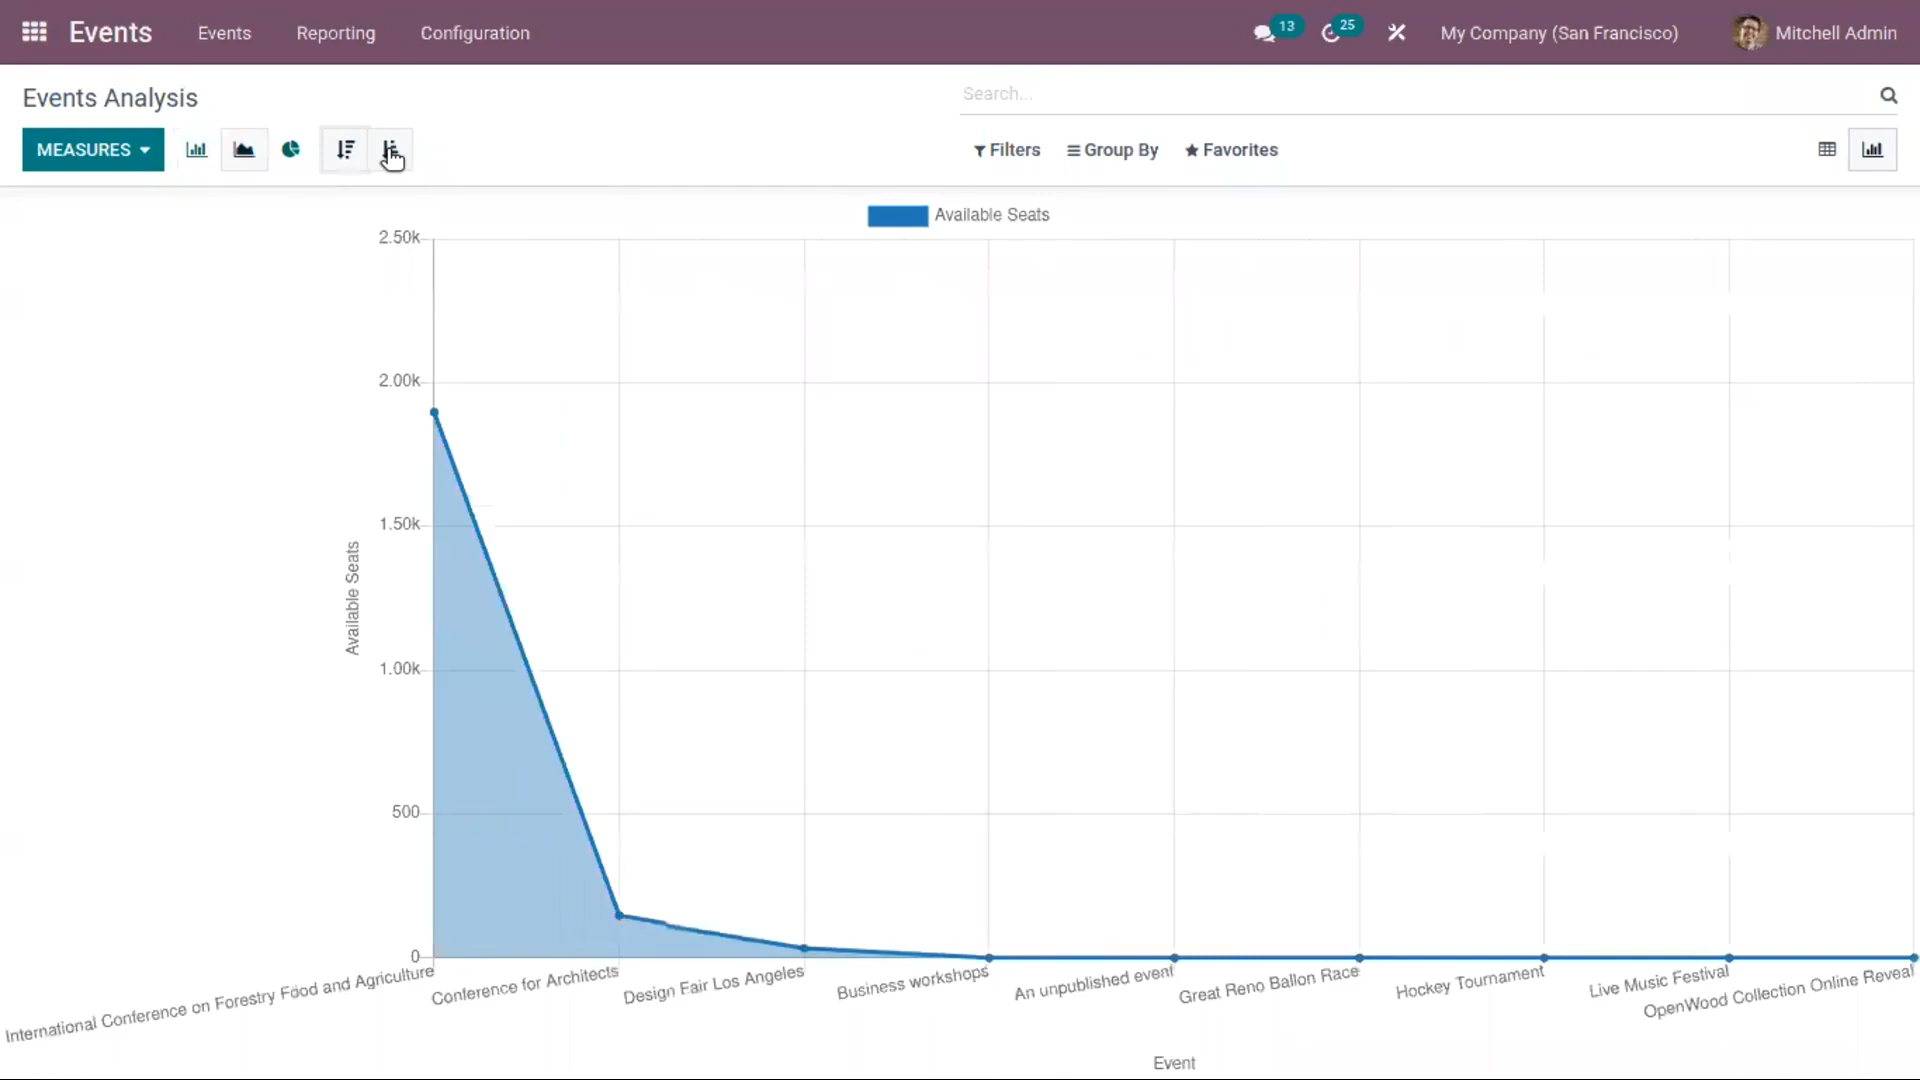 Events Events Reporting Configuration 13 25 My Company (San Francisco) Mitchell Admin
Events Analysis
Search...
MEASURES
Filters Group By Favorites
Available Seats
2.50k
2.00k
1.50k
1.00k
500
0
Available Seats
International Conference on Forestry Food and Agriculture
Conference for Architects
Design Fair Los Angeles
Business workshops
An unpublished event
Great Reno Ballon Race
Hockey Tournament
Live Music Festival
OpenWood Collection Online Reveal
Event